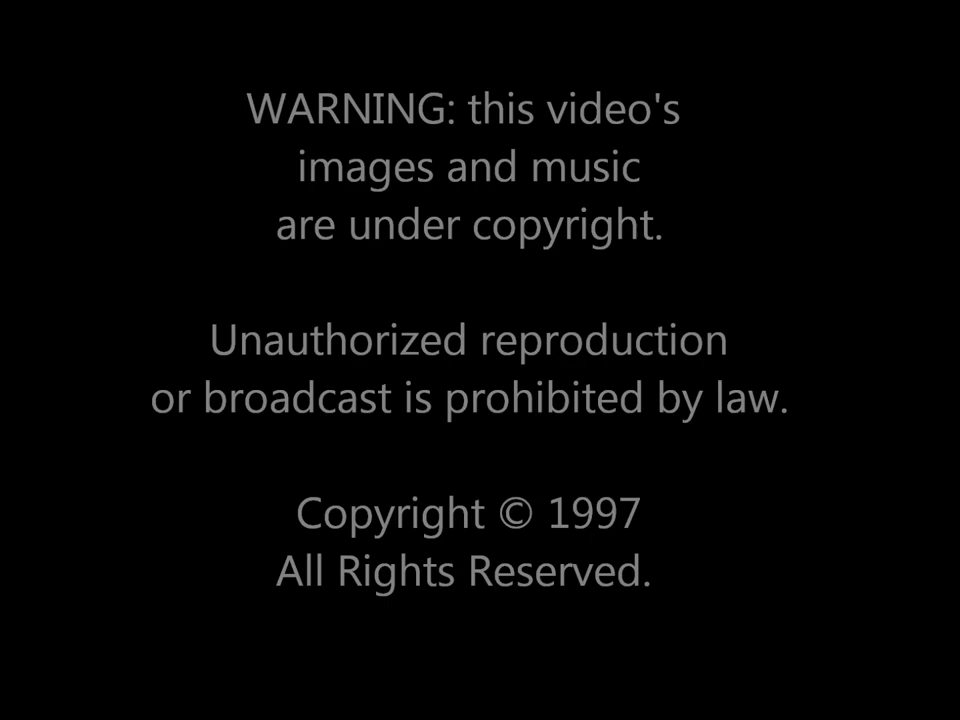 WARNING: this video's
images and music
are under copyright.
Unauthorized reproduction
or broadcast is prohibited by law.
Copyright © 1997
All Rights Reserved.